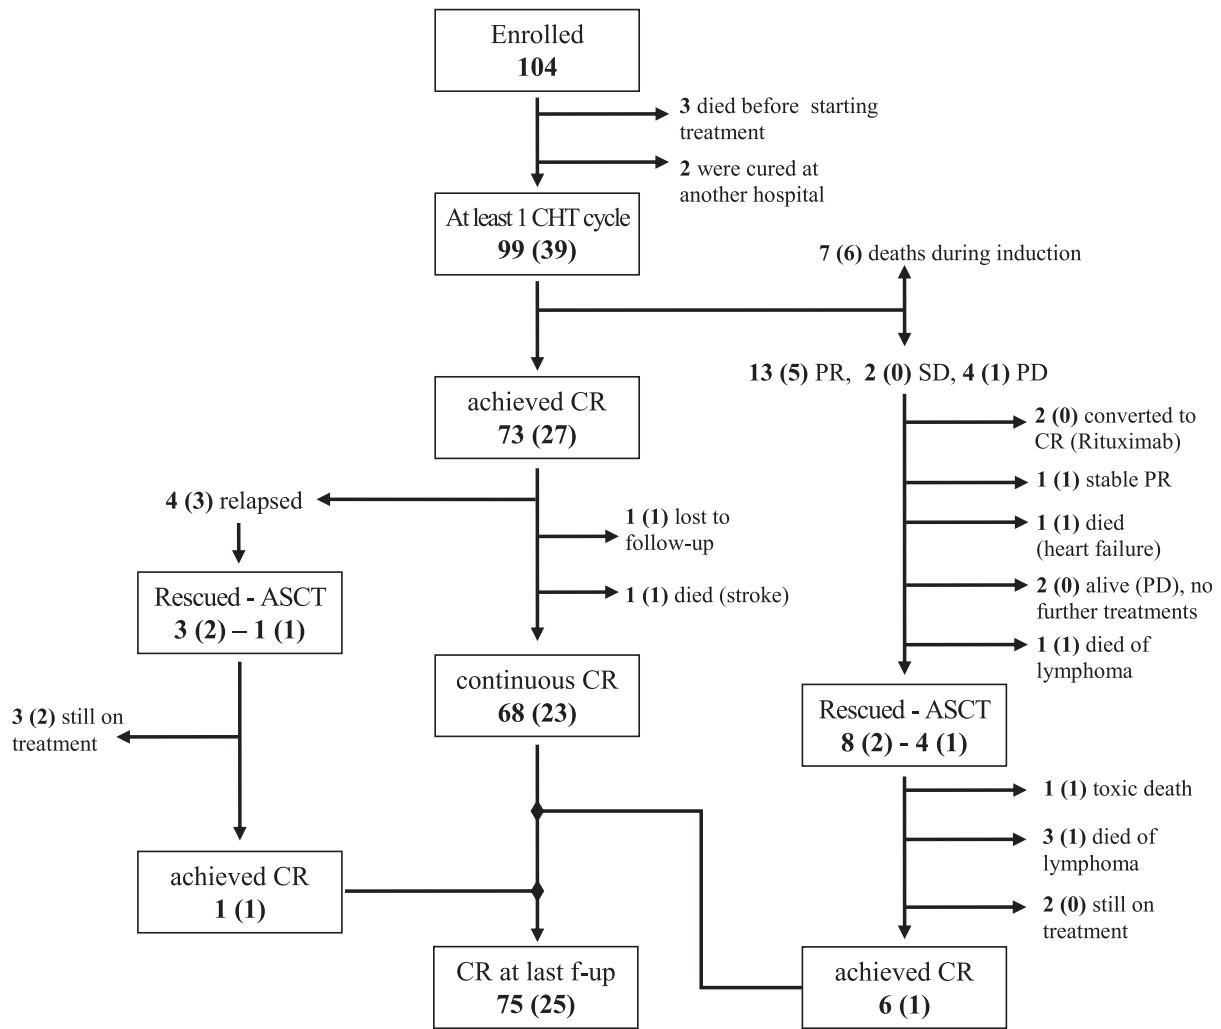 Enrolled
104
3 died before starting
treatment
2 were cured at
another hospital
At least 1 CHT cycle
99 (39)
7 (6) deaths during induction
13 (5) PR, 2 (0) SD, 4 (1) PD
achieved CR
73 (27)
2 (0) converted to
CR (Rituximab)
1 (1) stable PR
4 (3) relapsed
1 (1) lost to
follow-up
1 (1) died
(heart failure)
Rescued - ASCT
3 (2) – 1 (1)
1 (1) died (stroke)
2 (0) alive (PD), no
further treatments
1 (1) died of
lymphoma
continuous CR
68 (23)
Rescued - ASCT
8 (2) - 4 (1)
3 (2) still on
treatment
1 (1) toxic death
3 (1) died of
lymphoma
achieved CR
1 (1)
2 (0) still on
treatment
CR at last f-up
75 (25)
achieved CR
6 (1)